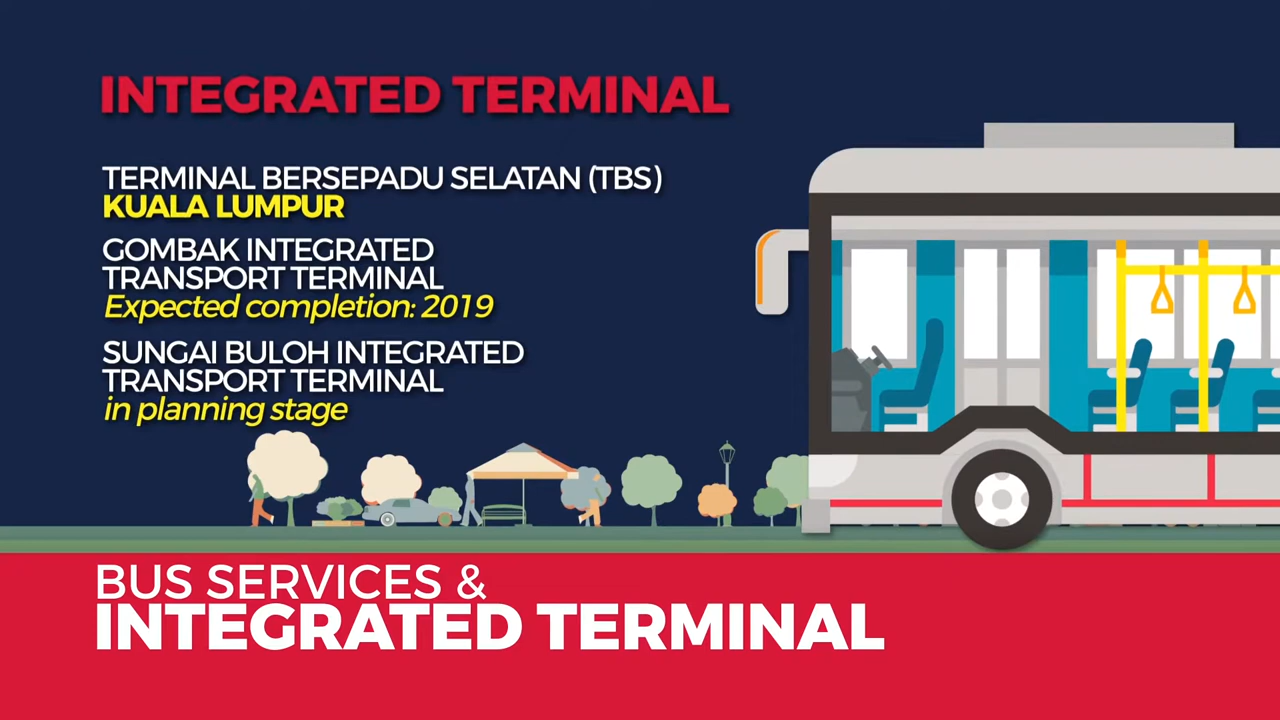 INTEGRATED TERMINAL
TERMINAL BERSEPADU SELATAN (TBS)
KUALA LUMPUR
GOMBAK INTEGRATED
TRANSPORT TERMINAL
Expected completion: 2019
SUNGAI BULOH INTEGRATED
TRANSPORT TERMINAL
in planning stage
BUS SERVICES &
INTEGRATED TERMINAL